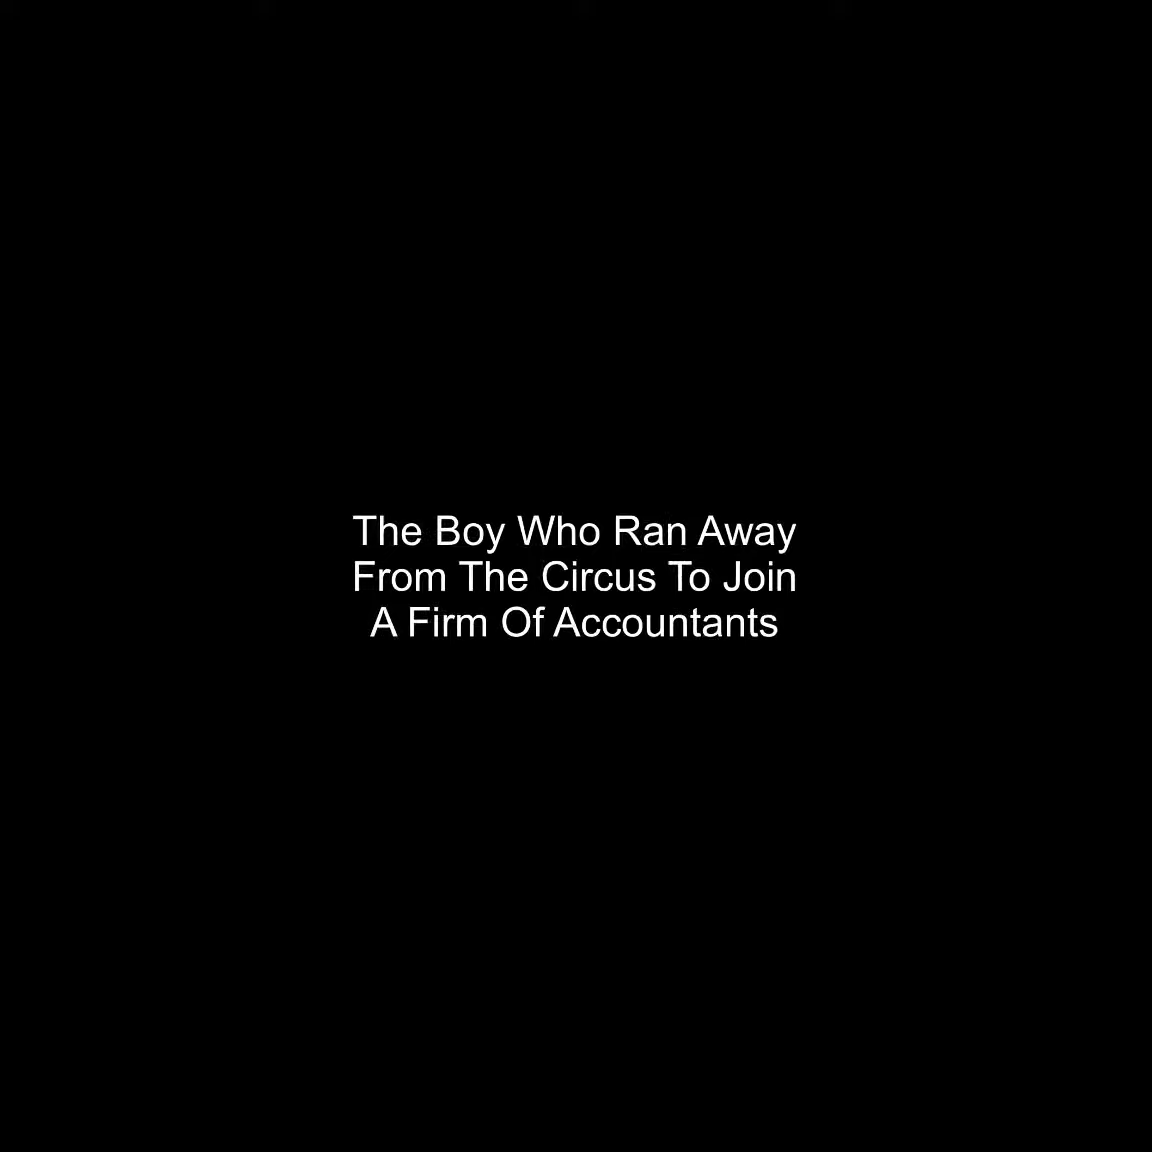 The Boy Who Ran Away
From The Circus To Join
A Firm Of Accountants